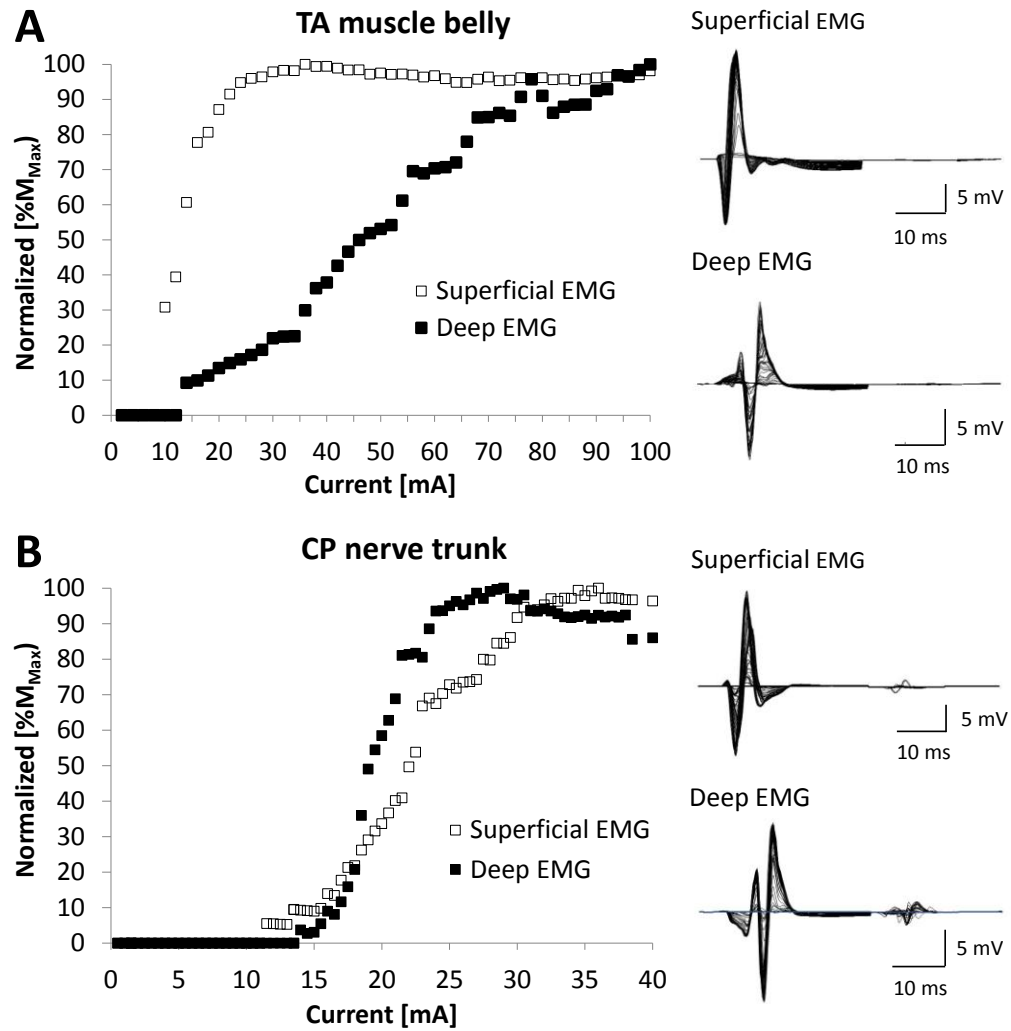 A
TA muscle belly
Normalized [%M_Max)
100
90
80
70
60
50
40
30
20
10
0
0 10 20 30 40 50 60 70 80 90 100
Current [mA]
Superficial EMG
Deep EMG
Superficial EMG
5 mV
10 ms
Deep EMG
5 mV
10 ms
B
CP nerve trunk
Normalized [%M_Max)
100
90
80
70
60
50
40
30
20
10
0
0 5 10 15 20 25 30 35 40
Current [mA]
Superficial EMG
Deep EMG
Superficial EMG
5 mV
10 ms
Deep EMG
5 mV
10 ms